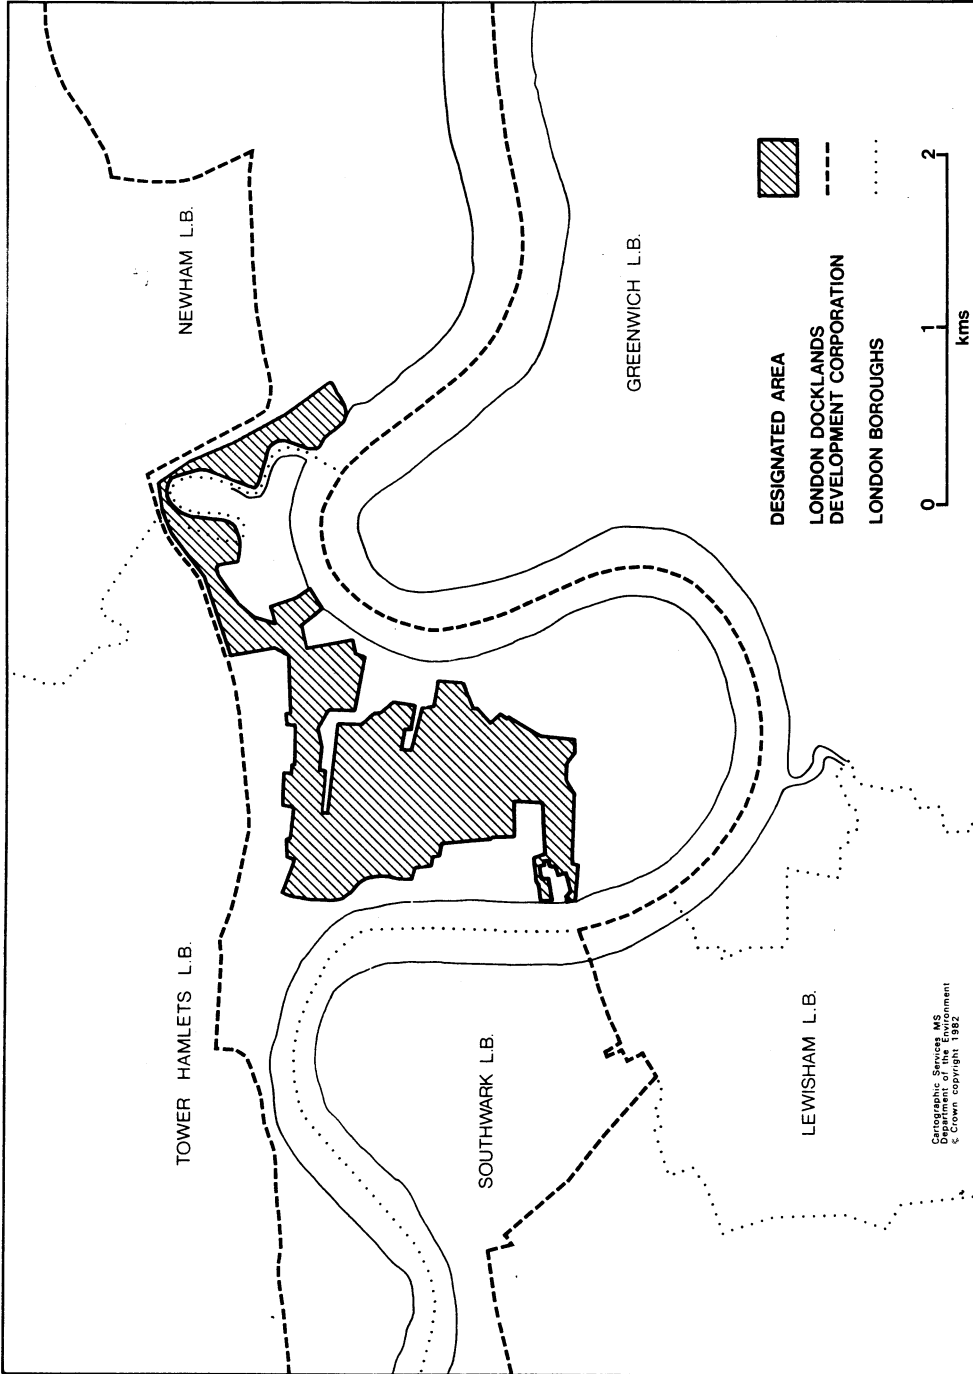 NEWHAM L.B.
TOWER HAMLETS L.B.
GREENWICH L.B.
SOUTHWARK L.B.
LEWISHAM L.B.
DESIGNATED AREA
LONDON DOCKLANDS
DEVELOPMENT CORPORATION
LONDON BOROUGHS
0 1 2
kms
Cartographic Services MS
Department of the Environment
© Crown copyright 1982